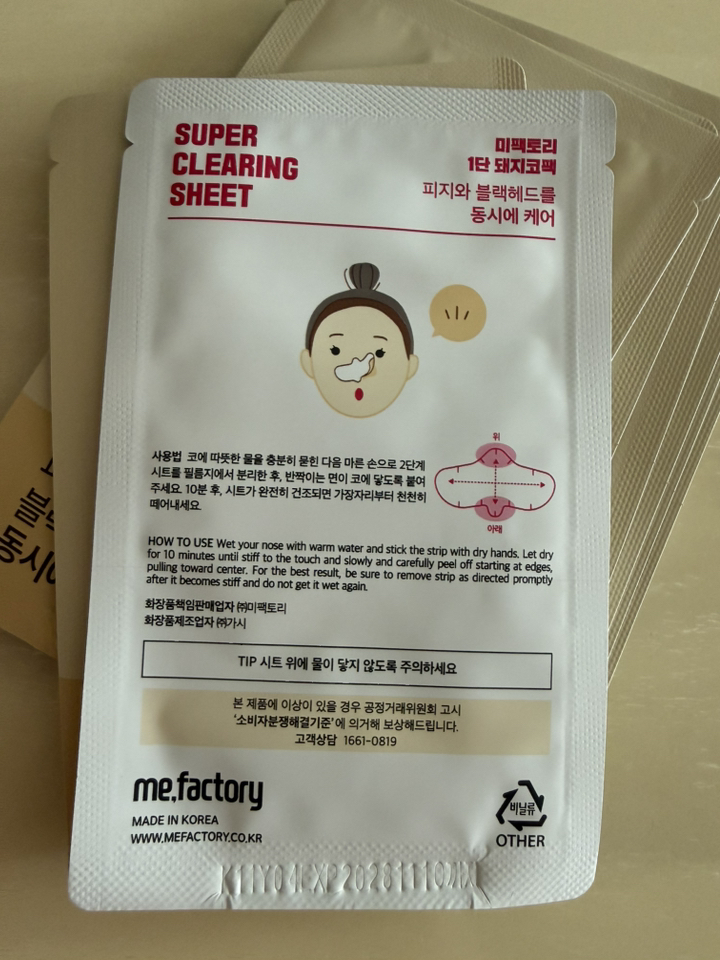 SUPER
CLEARING
SHEET
미팩토리
1단 돼지코팩
피지와 블랙헤드를
동시에 케어
위
사용법 코에 따뜻한 물을 충분히 묻힌 다음 마른 손으로 2단계
시트를 필름지에서 분리한 후, 반짝이는 면이 코에 닿도록 붙여
주세요. 10분 후, 시트가 완전히 건조되면 가장자리부터 천천히
떼어내세요.
아래
HOW TO USE Wet your nose with warm water and stick the strip with dry hands. Let dry
for 10 minutes until stiff to the touch and slowly and carefully peel off starting at edges,
pulling toward center. For the best result, be sure to remove strip as directed promptly
after it becomes stiff and do not get it wet again.
화장품책임판매업자 ㈜미팩토리
화장품제조업자 ㈜가시
TIP 시트 위에 물이 닿지 않도록 주의하세요
본 제품에 이상이 있을 경우 공정거래위원회 고시
'소비자분쟁해결기준'에 의거해 보상해드립니다.
고객상담 1661-0819
me.factory
MADE IN KOREA
WWW.MEFACTORY.CO.KR
비닐류
OTHER